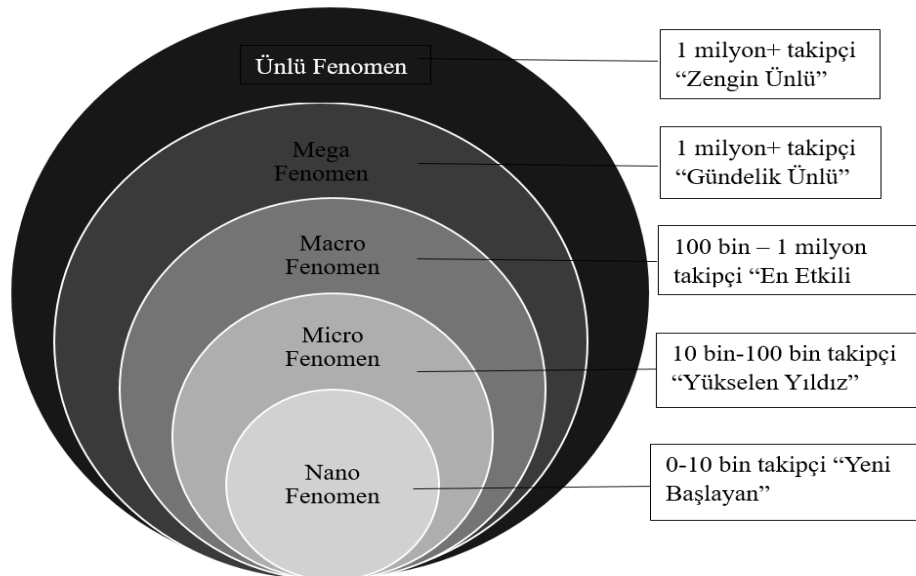 Ünlü Fenomen
1 milyon+ takipçi
“Zengin Ünlü”
Mega
Fenomen
1 milyon+ takipçi
“Gündelik Ünlü”
Macro
Fenomen
100 bin – 1 milyon
takipçi “En Etkili
Micro
Fenomen
10 bin-100 bin takipçi
“Yükselen Yıldız”
Nano
Fenomen
0-10 bin takipçi “Yeni
Başlayan”